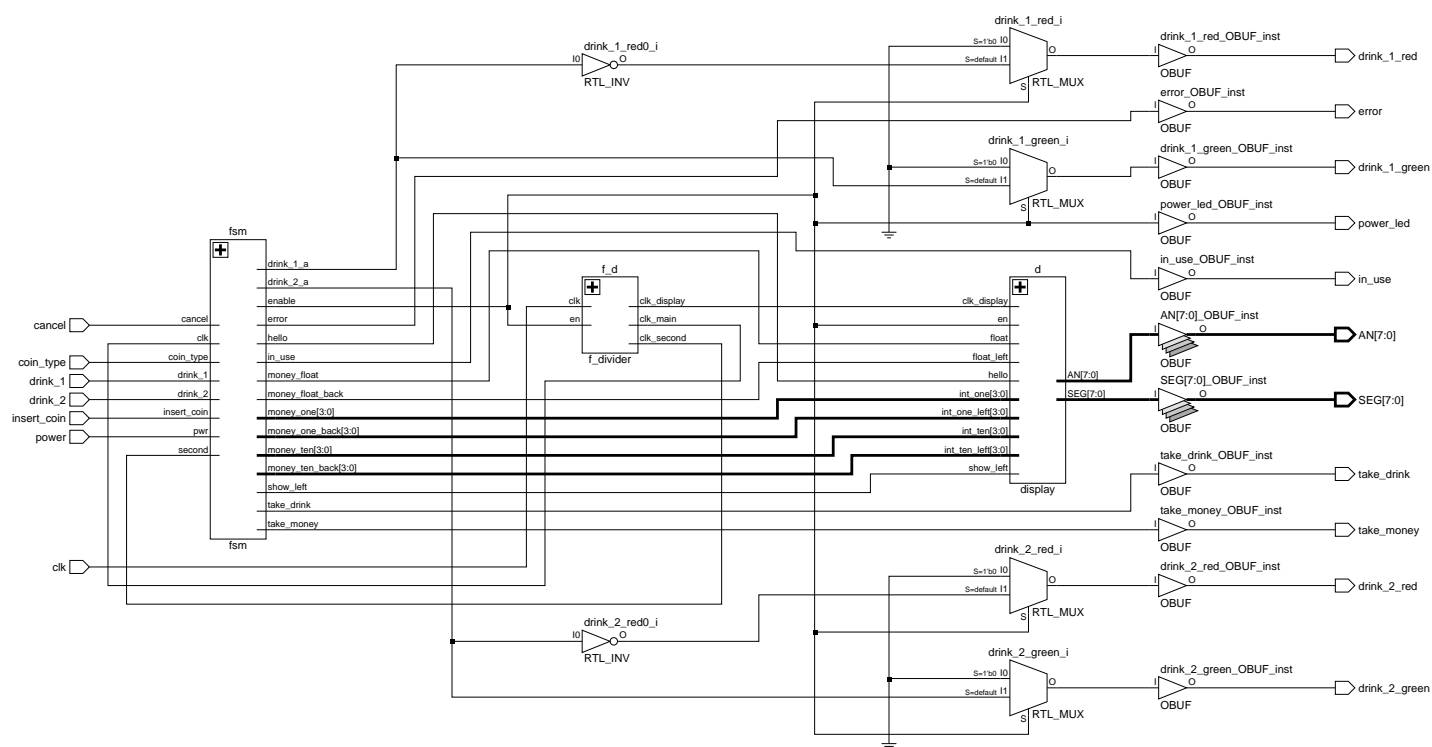 drink_1_red_i
drink_1_red0_i
S=1'b0 I0
S=default I1
O
S
RTL_MUX
I0
O
RTL_INV
drink_1_red_OBUF_inst
I
O
OBUF
drink_1_red
error_OBUF_inst
I
O
OBUF
error
drink_1_green_i
S=1'b0 I0
S=default I1
O
S
RTL_MUX
drink_1_green_OBUF_inst
I
O
OBUF
drink_1_green
power_led_OBUF_inst
I
O
OBUF
power_led
in_use_OBUF_inst
I
O
OBUF
in_use
cancel
coin_type
drink_1
drink_2
insert_coin
power
clk
fsm
cancel
clk
coin_type
drink_1
drink_2
insert_coin
pwr
second
drink_1_a
drink_2_a
enable
error
hello
in_use
money_float
money_float_back
money_one[3:0]
money_one_back[3:0]
money_ten[3:0]
money_ten_back[3:0]
show_left
take_drink
take_money
fsm
f_d
clk
en
clk_display
clk_main
clk_second
f_divider
d
clk_display
en
float
float_left
hello
int_one[3:0]
int_one_left[3:0]
int_ten[3:0]
int_ten_left[3:0]
show_left
AN[7:0]
SEG[7:0]
display
AN[7:0]_OBUF_inst
I
O
OBUF
AN[7:0]
SEG[7:0]_OBUF_inst
I
O
OBUF
SEG[7:0]
take_drink_OBUF_inst
I
O
OBUF
take_drink
take_money_OBUF_inst
I
O
OBUF
take_money
drink_2_red_i
S=1'b0 I0
S=default I1
O
S
RTL_MUX
drink_2_red_OBUF_inst
I
O
OBUF
drink_2_red
drink_2_red0_i
I0
O
RTL_INV
drink_2_green_i
S=1'b0 I0
S=default I1
O
S
RTL_MUX
drink_2_green_OBUF_inst
I
O
OBUF
drink_2_green